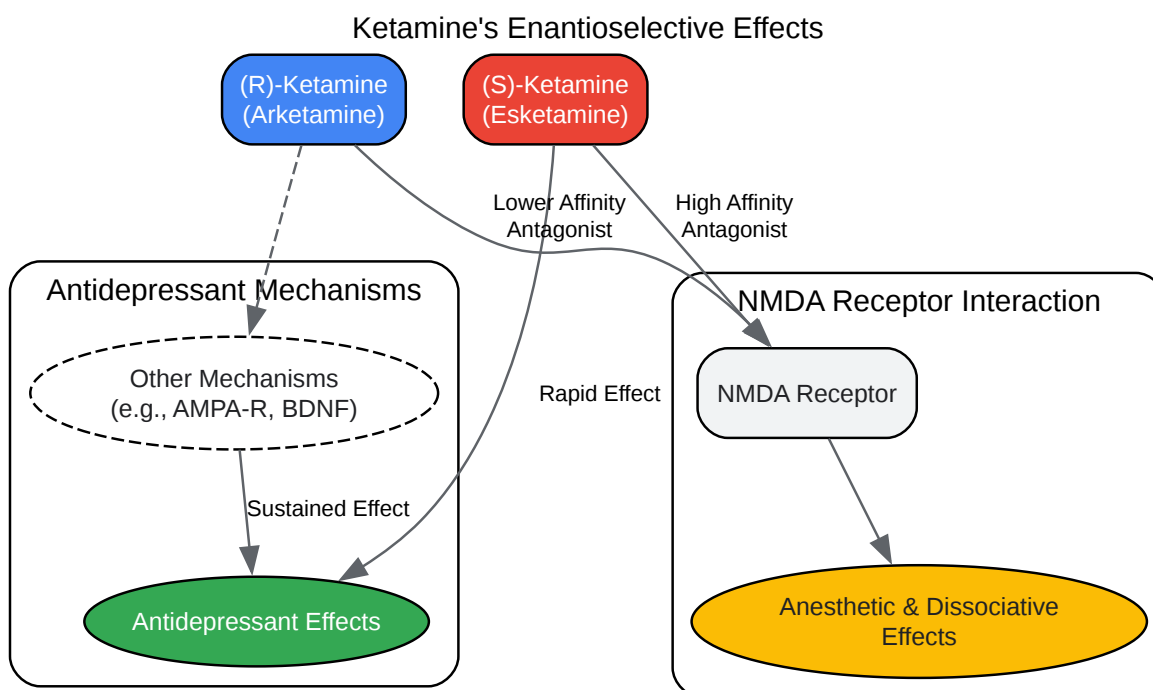 Ketamine's Enantioselective Effects
(R)-Ketamine
(Arketamine)
(S)-Ketamine
(Esketamine)
Lower Affinity
Antagonist
High Affinity
Antagonist
Antidepressant Mechanisms
NMDA Receptor Interaction
Other Mechanisms
(e.g., AMPA-R, BDNF)
Rapid Effect
NMDA Receptor
Sustained Effect
Antidepressant Effects
Anesthetic & Dissociative
Effects